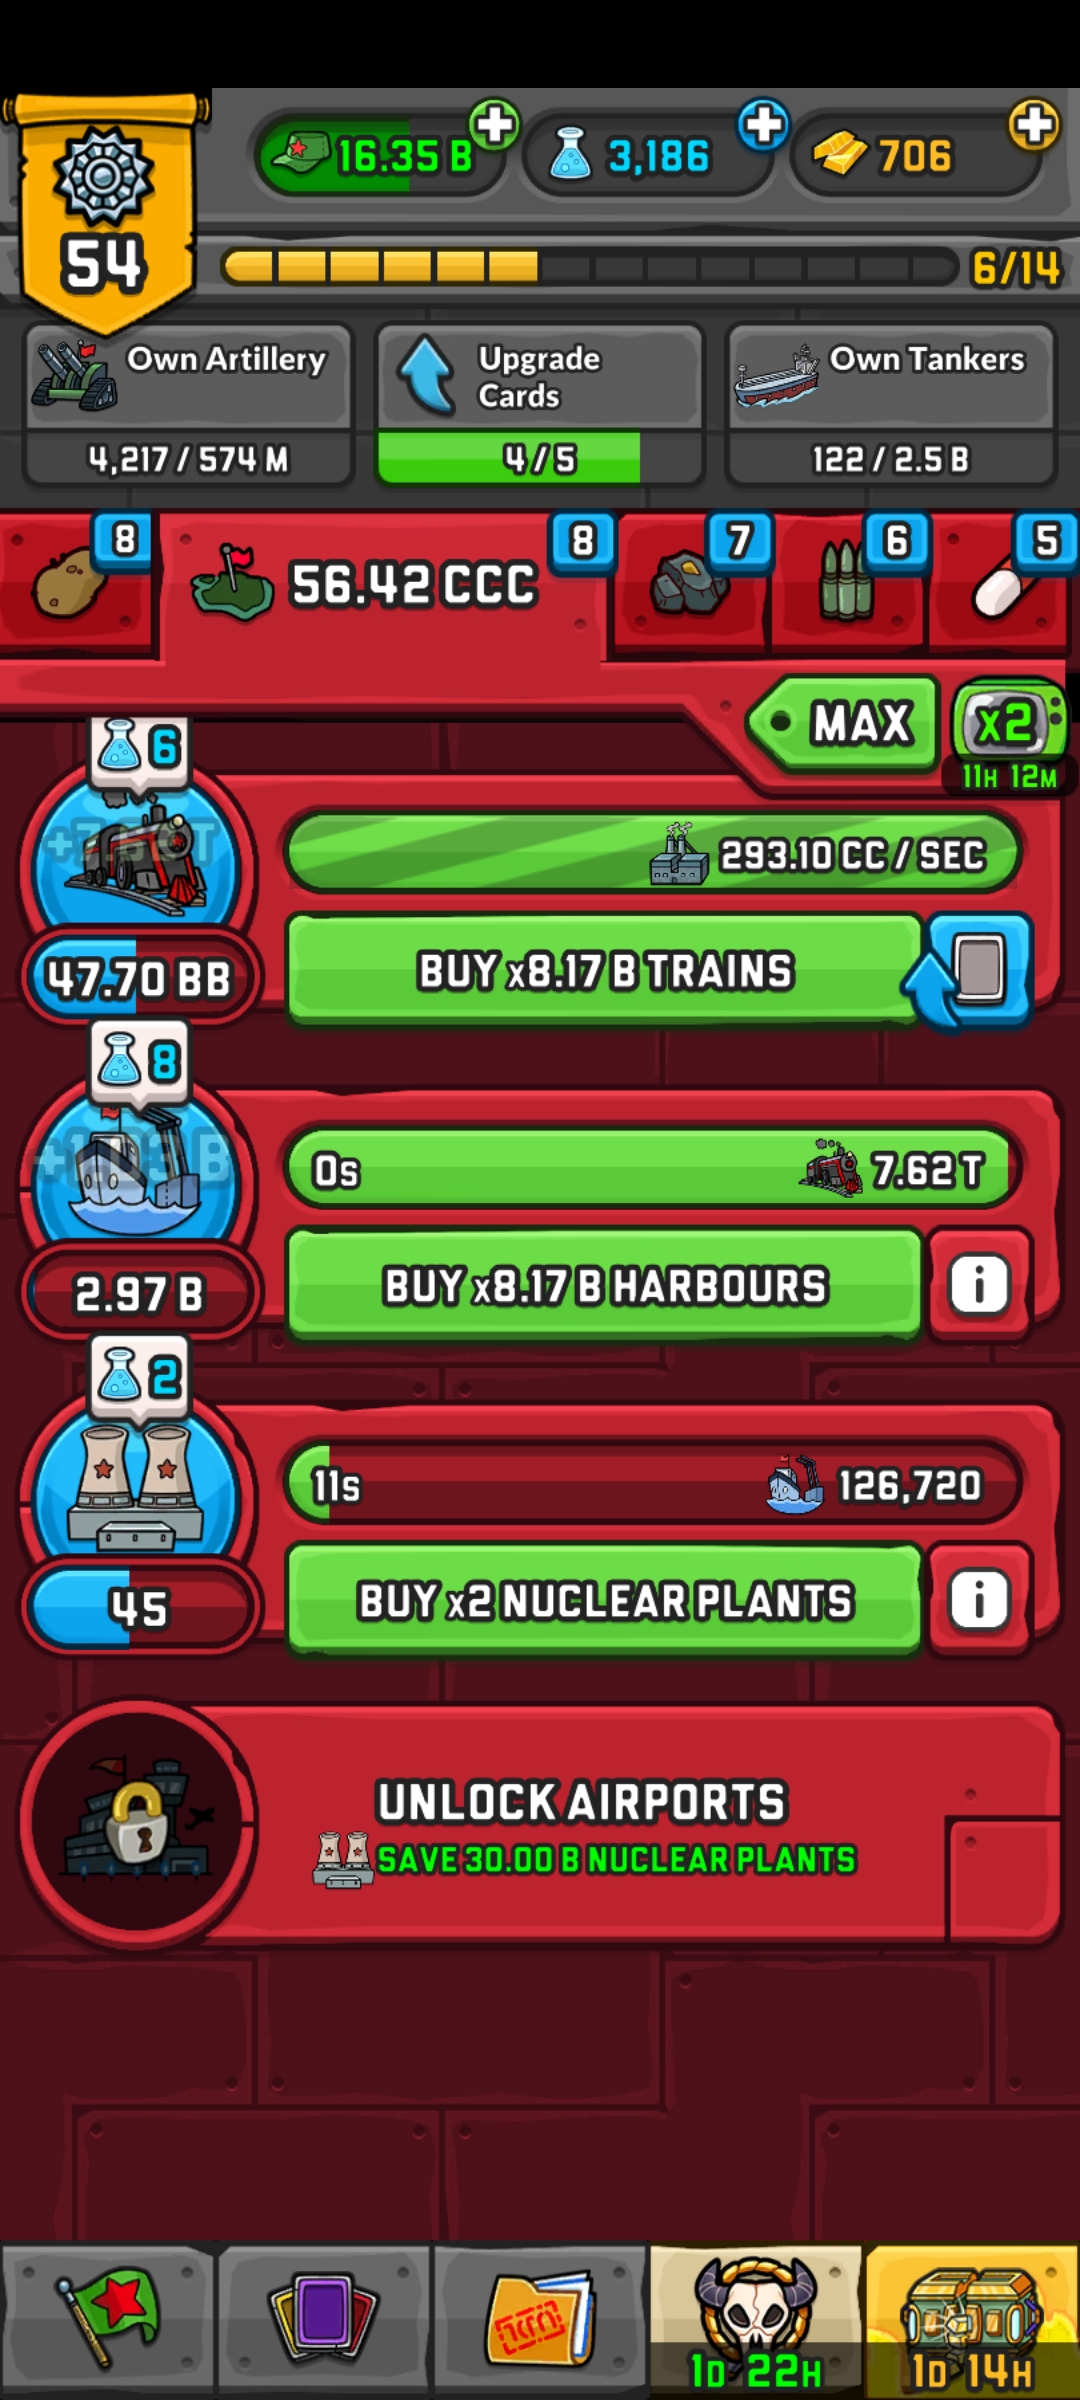 16.35 B
3,186
706
54
6/14
Own Artillery
4,217 / 574 M
Upgrade
Cards
4 / 5
Own Tankers
122 / 2.5 B
8
56.42 CCC
8
7
6
5
MAX
x2
11H 12M
6
293.10 CC / SEC
47.70 BB
BUY x8.17 B TRAINS
8
0s
7.62 T
2.97 B
BUY x8.17 B HARBOURS
i
2
11s
126,720
45
BUY x2 NUCLEAR PLANTS
i
UNLOCK AIRPORTS
SAVE 30.00 B NUCLEAR PLANTS
1D 22H
1D 14H